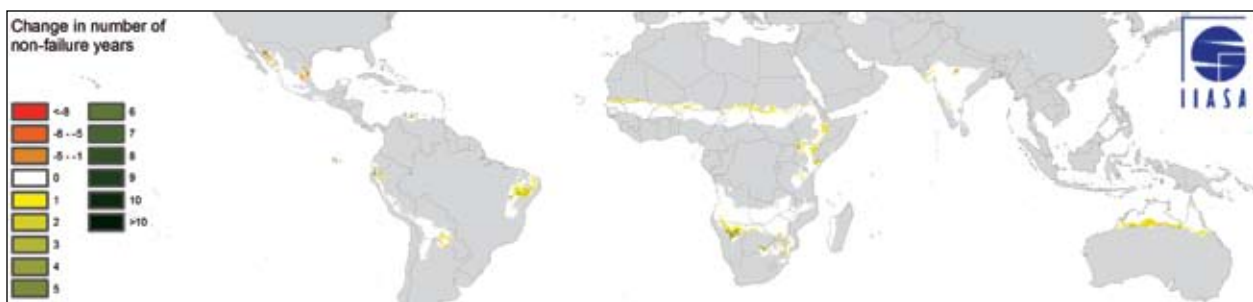 Change in number of
non-failure years
<-8
-8 - -5
-5 - -1
0
1
2
3
4
5
6
7
8
9
10
>10
IIASA